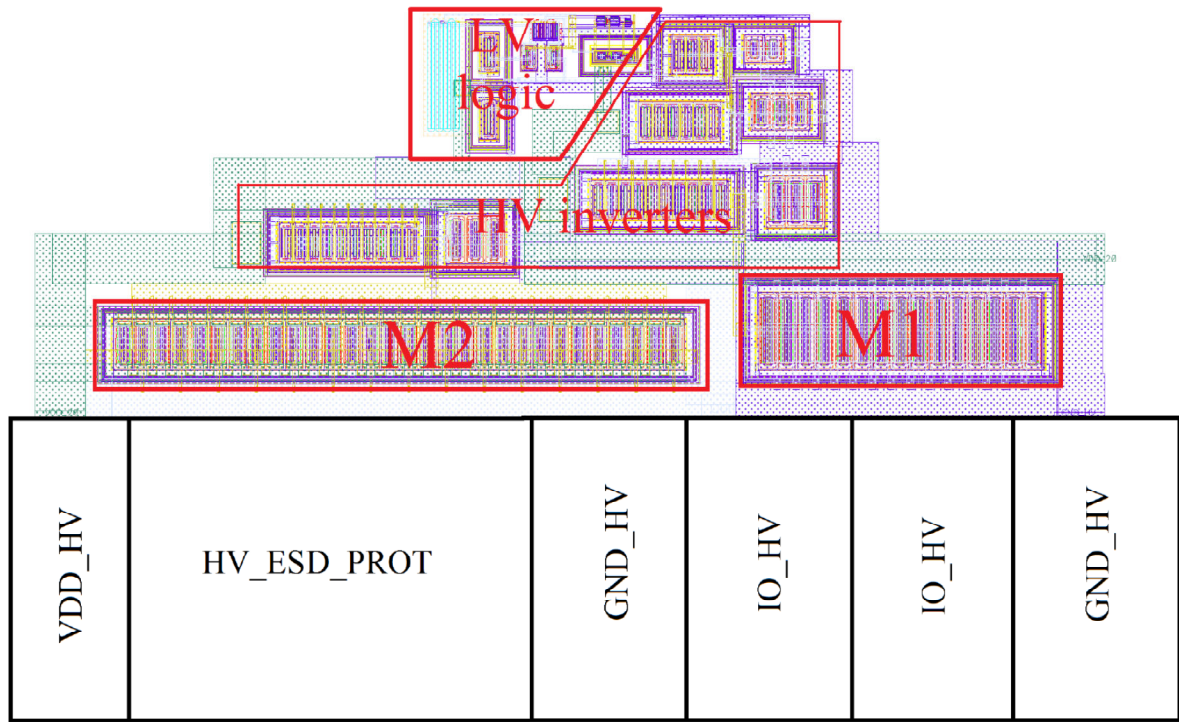 LV
logic
HV inverters
M2
M1
VDD_HV
HV_ESD_PROT
GND_HV
IO_HV
IO_HV
GND_HV